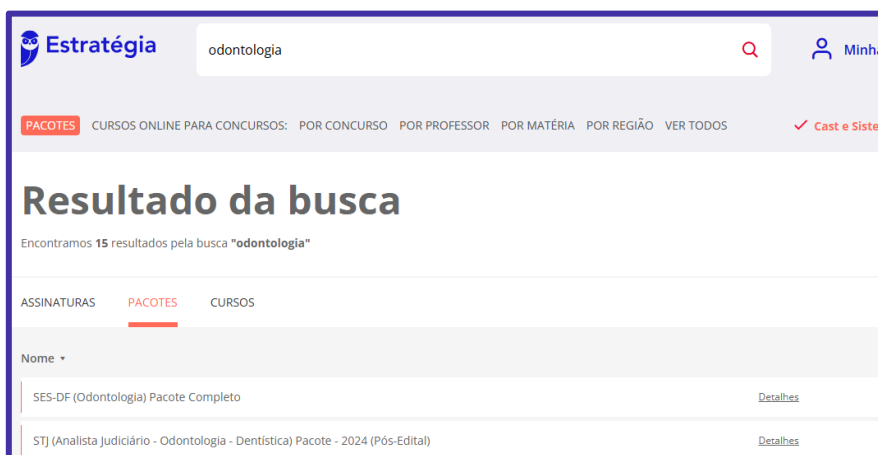 Estratégia
odontologia
Minha
PACOTES CURSOS ONLINE PARA CONCURSOS: POR CONCURSO POR PROFESSOR POR MATÉRIA POR REGIÃO VER TODOS
Cast e Siste
Resultado da busca
Encontramos 15 resultados pela busca "odontologia"
ASSINATURAS PACOTES CURSOS
Nome
SES-DF (Odontologia) Pacote Completo Detalhes
STJ (Analista Judiciário - Odontologia - Dentística) Pacote - 2024 (Pós-Edital) Detalhes